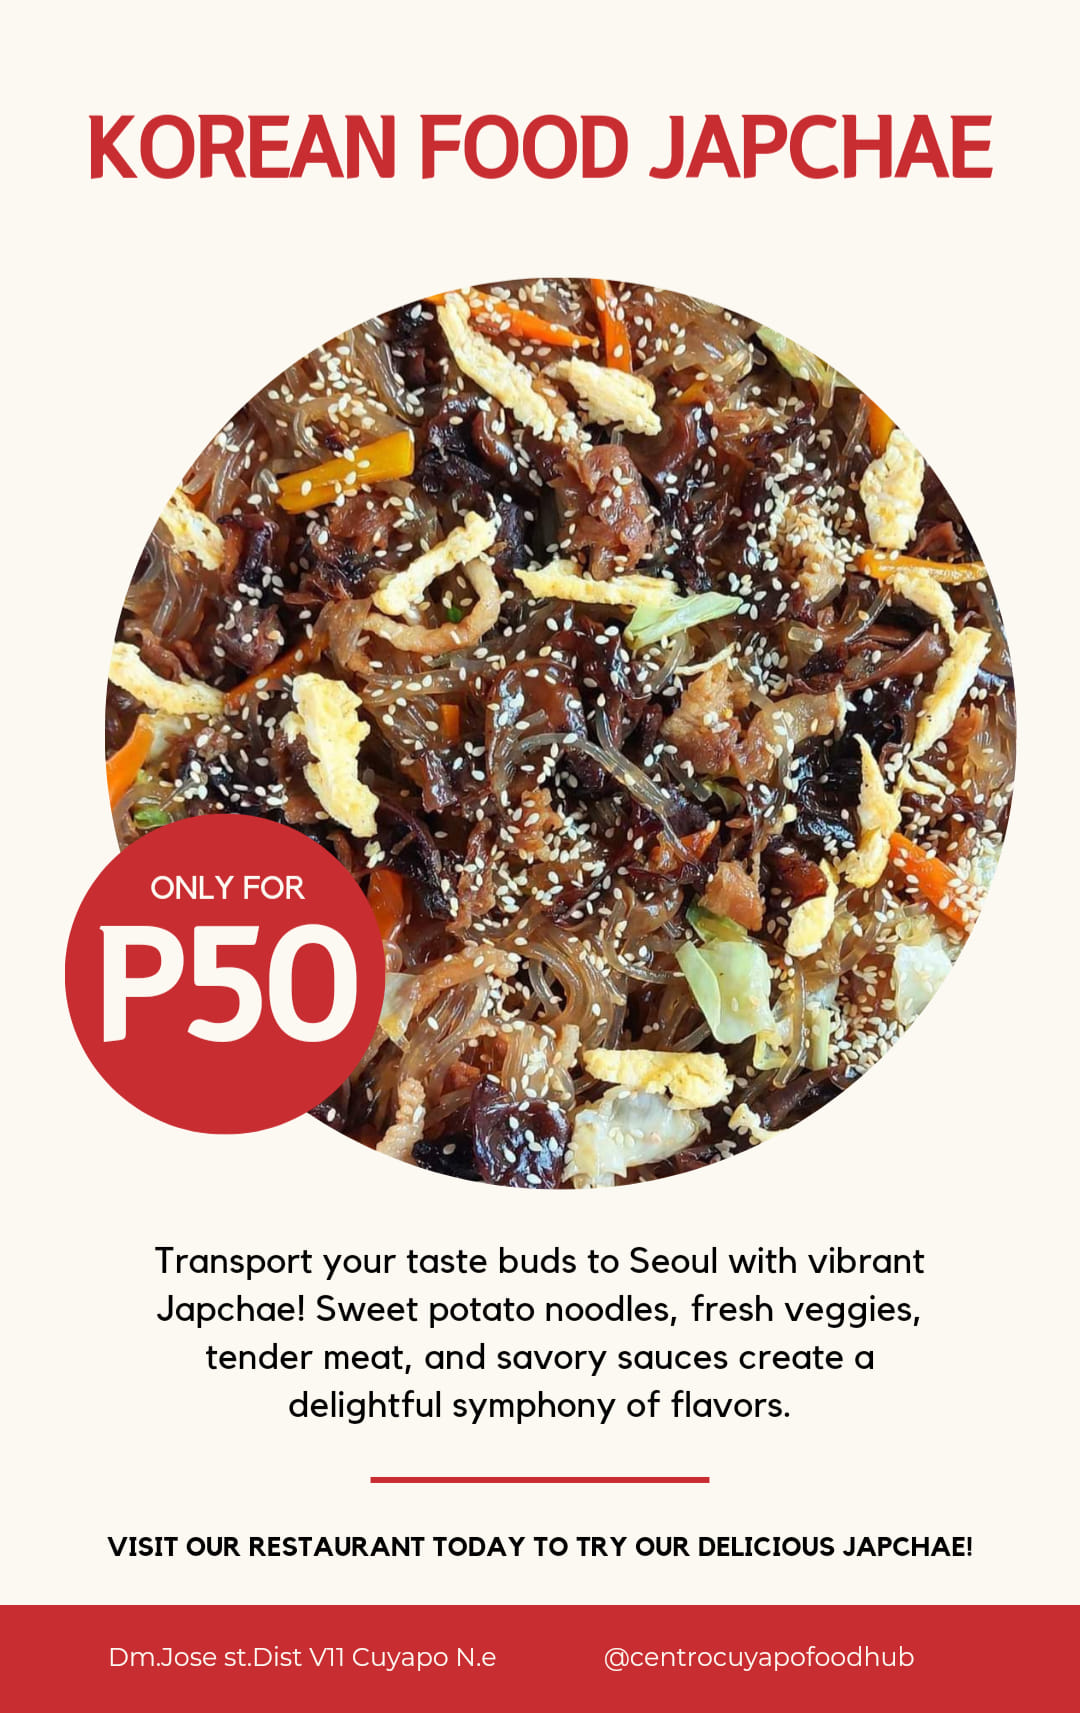 KOREAN FOOD JAPCHAE
ONLY FOR
P50
Transport your taste buds to Seoul with vibrant
Japchae! Sweet potato noodles, fresh veggies,
tender meat, and savory sauces create a
delightful symphony of flavors.
VISIT OUR RESTAURANT TODAY TO TRY OUR DELICIOUS JAPCHAE!
Dm.Jose st.Dist V11 Cuyapo N.e
@centrocuyapofoodhub